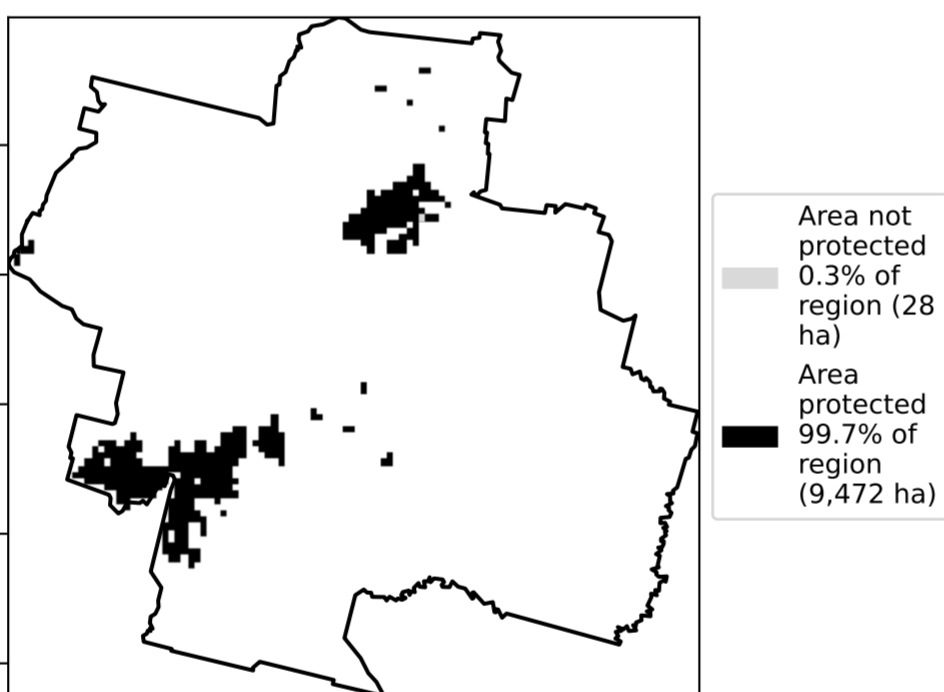 Area not
protected
0.3% of
region (28
ha)
Area
protected
99.7% of
region
(9,472 ha)